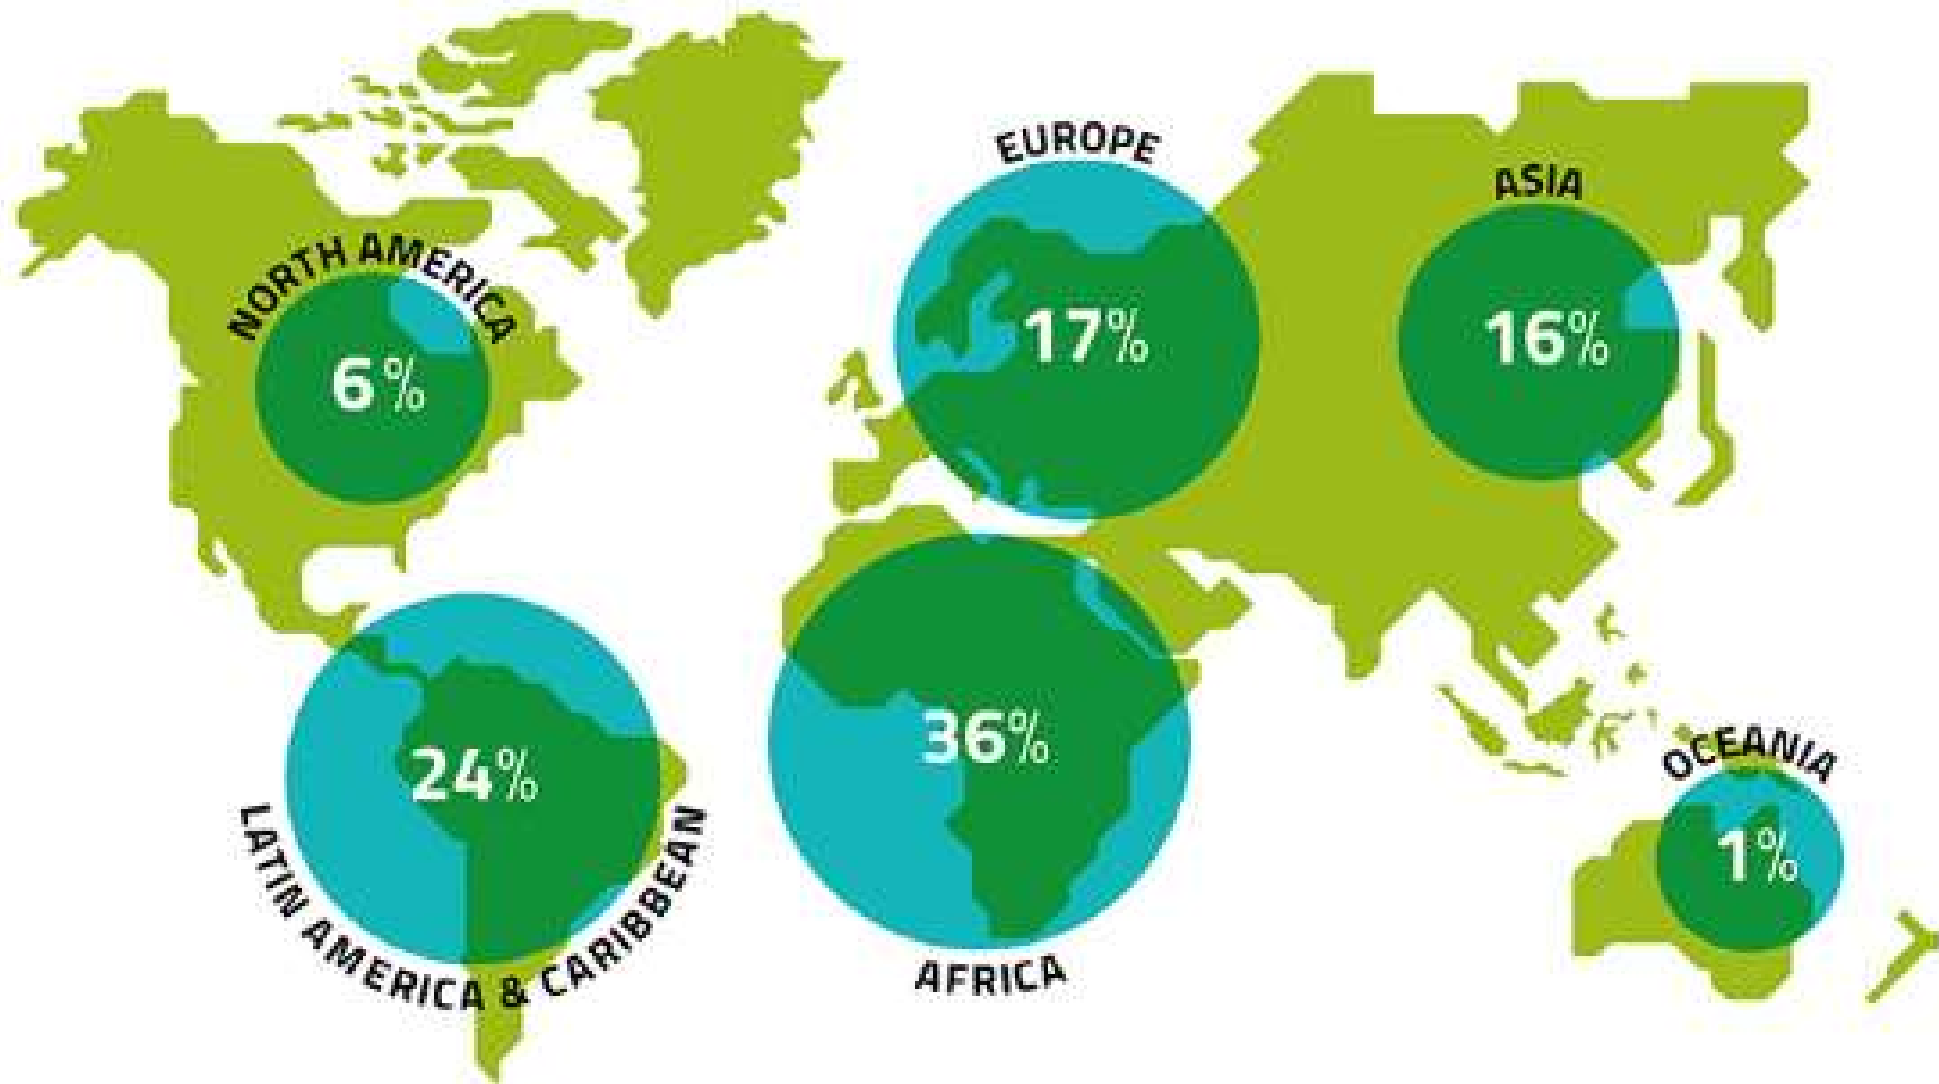 EUROPE
17%
ASIA
16%
NORTH AMERICA
6%
24%
LATIN AMERICA & CARIBBEAN
36%
AFRICA
OCEANIA
1%